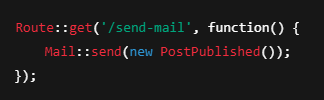 Route::get('/send-mail', function() {
    Mail::send(new PostPublished());
});